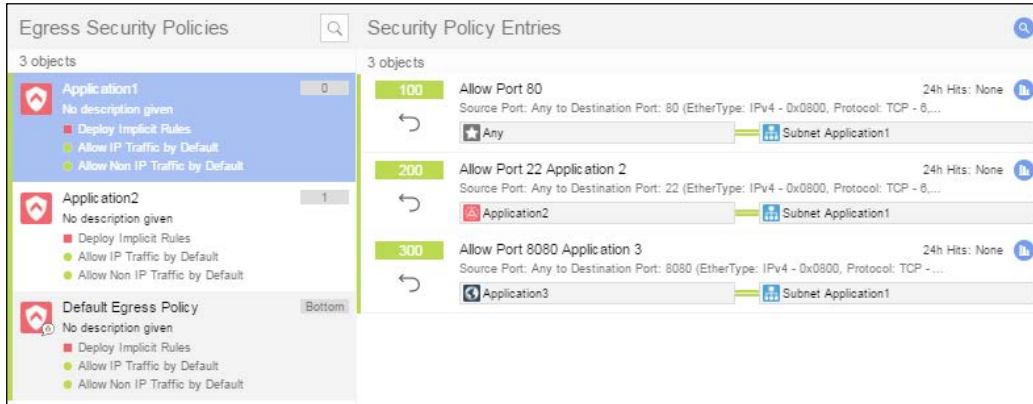 Egress Security Policies
3 objects
Application1
0
No description given
Deploy Implicit Rules
Allow IP Traffic by Default
Allow Non IP Traffic by Default
Application2
1
No description given
Deploy Implicit Rules
Allow IP Traffic by Default
Allow Non IP Traffic by Default
Default Egress Policy
Bottom
No description given
Deploy Implicit Rules
Allow IP Traffic by Default
Allow Non IP Traffic by Default
Security Policy Entries
3 objects
100
Allow Port 80
24h Hits: None
Source Port: Any to Destination Port: 80 (EtherType: IPv4 - 0x0800, Protocol: TCP - 6,...
Any
Subnet Application1
200
Allow Port 22 Application 2
24h Hits: None
Source Port: Any to Destination Port: 22 (EtherType: IPv4 - 0x0800, Protocol: TCP - 6,...
Application2
Subnet Application1
300
Allow Port 8080 Application 3
24h Hits: None
Source Port: Any to Destination Port: 8080 (EtherType: IPv4 - 0x0800, Protocol: TCP - ...
Application3
Subnet Application1